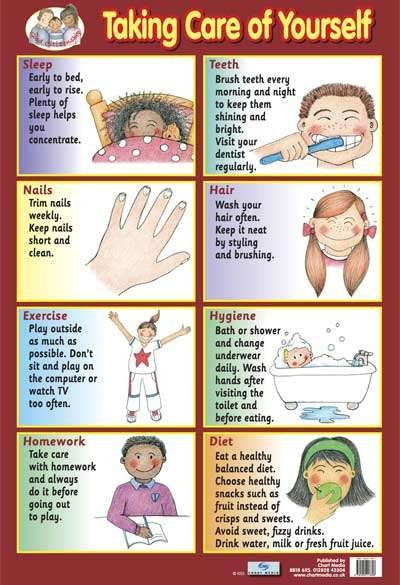 Taking Care of Yourself
Sleep
Early to bed,
early to rise.
Plenty of
sleep helps
you
concentrate.
Teeth
Brush teeth every
morning and night
to keep them
shining and
bright.
Visit your
dentist
regularly.
Nails
Trim nails
weekly.
Keep nails
short and
clean.
Hair
Wash your
hair often.
Keep it neat
by styling
and brushing.
Exercise
Play outside
as much as
possible. Don't
sit and play on
the computer or
watch TV
too often.
Hygiene
Bath or shower
and change
underwear
daily. Wash
hands after
visiting the
toilet and
before eating.
Homework
Take care
with homework
and always
do it before
going out
to play.
Diet
Eat a healthy
balanced diet.
Choose healthy
snacks such as
fruit instead of
crisps and sweets.
Avoid sweet, fizzy drinks.
Drink water, milk or fresh fruit juice.
CHART MEDIA
Published by
Chart Media